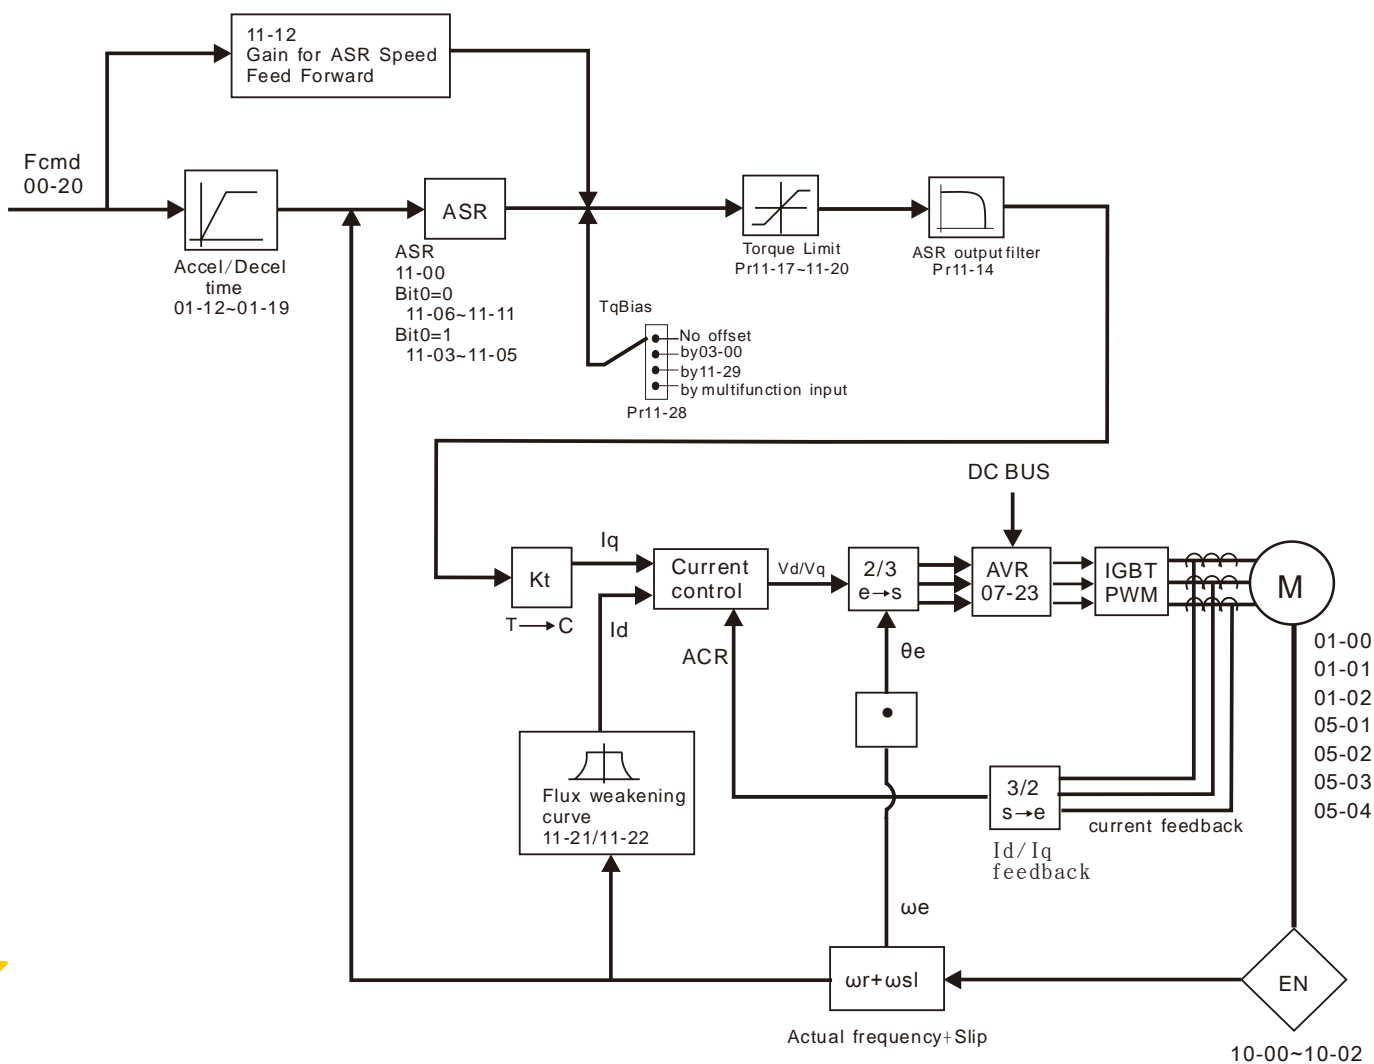 11-12
Gain for ASR Speed
Feed Forward
Fcmd
00-20
Accel/Decel
time
01-12~01-19
ASR
ASR
11-00
Bit0=0
11-06~11-11
Bit0=1
11-03~11-05
Torque Limit
Pr11-17~11-20
ASR output filter
Pr11-14
TqBias
No offset
by03-00
by11-29
by multifunction input
Pr11-28
DC BUS
Kt
T→C
Iq
Id
Current
control
Vd/Vq
2/3
e→s
AVR
07-23
IGBT
PWM
M
01-00
01-01
01-02
05-01
05-02
05-03
05-04
ACR
θe
Flux weakening
curve
11-21/11-22
3/2
s→e
current feedback
Id/Iq
feedback
ωe
ωr+ωsl
Actual frequency+Slip
EN
10-00~10-02